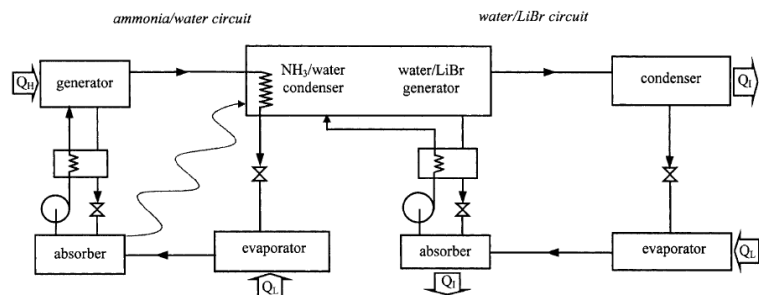 ammonia/water circuit
water/LiBr circuit
Q_H
generator
NH₃/water
condenser
water/LiBr
generator
condenser
Q_I
absorber
evaporator
absorber
evaporator
Q_L
Q_L
Q_I